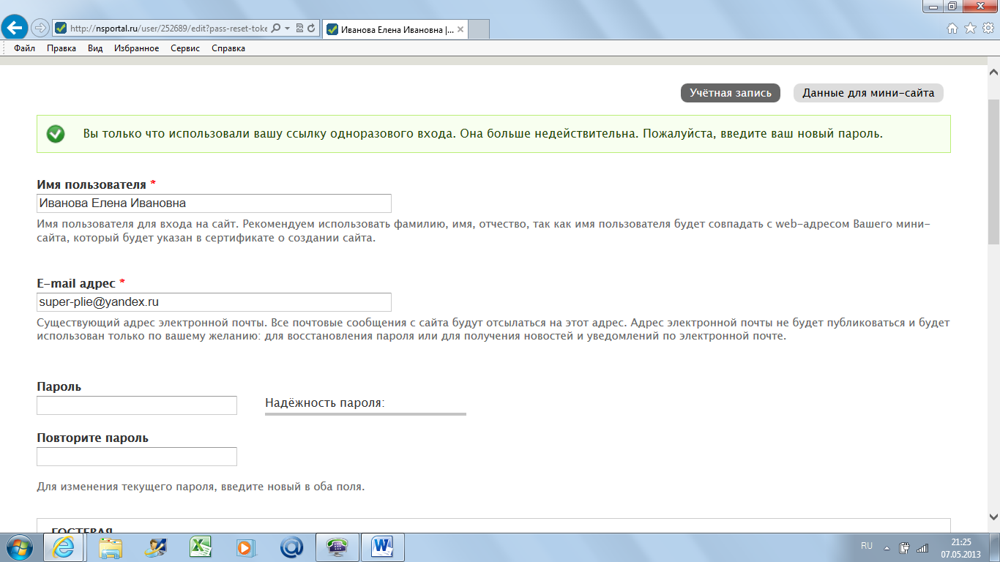 http://nsportal.ru/user/252689/edit?pass-reset-toke
Иванова Елена Ивановна |...
Файл Правка Вид Избранное Сервис Справка
Учётная запись Данные для мини-сайта
Вы только что использовали вашу ссылку одноразового входа. Она больше недействительна. Пожалуйста, введите ваш новый пароль.
Имя пользователя *
Иванова Елена Ивановна
Имя пользователя для входа на сайт. Рекомендуем использовать фамилию, имя, отчество, так как имя пользователя будет совпадать с web-адресом Вашего мини-
сайта, который будет указан в сертификате о создании сайта.
E-mail адрес *
super-plie@yandex.ru
Существующий адрес электронной почты. Все почтовые сообщения с сайта будут отсылаться на этот адрес. Адрес электронной почты не будет публиковаться и будет
использован только по вашему желанию: для восстановления пароля или для получения новостей и уведомлений по электронной почте.
Пароль
Надёжность пароля:
Повторите пароль
Для изменения текущего пароля, введите новый в оба поля.
ГОСТЕВАЯ
RU
21:25
07.05.2013